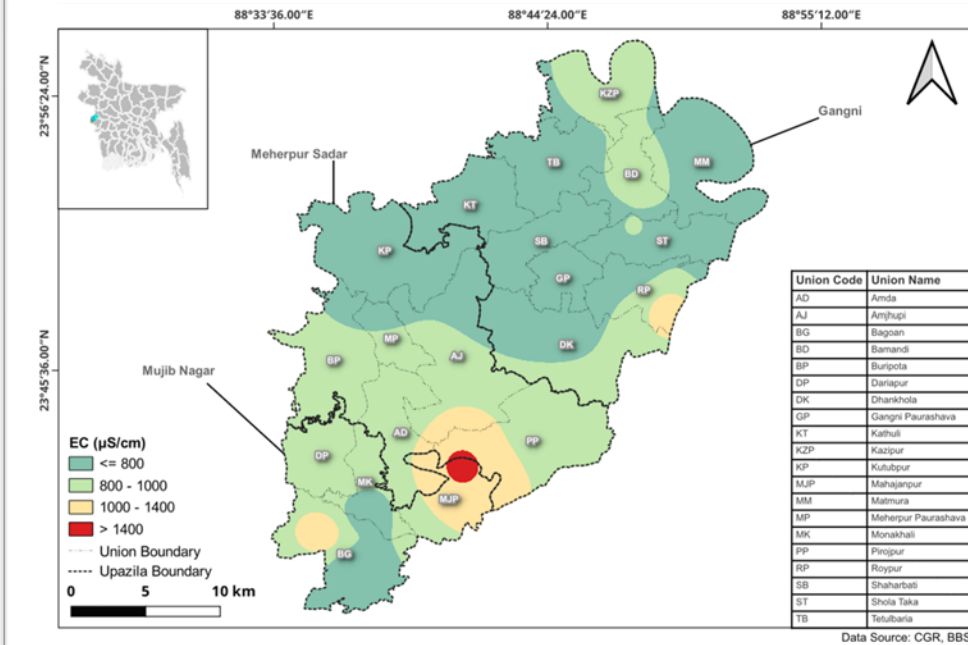 88°33'36.00"E 88°44'24.00"E 88°55'12.00"E
23°56'24.00"N
23°45'36.00"N
Gangni
Meherpur Sadar
Mujib Nagar
KZP
TB
BD
MM
KT
KP
SB
ST
GP
RP
MP
AJ
DK
BP
AD
PP
DP
MK
MJP
BG
EC (µS/cm)
<= 800
800 - 1000
1000 - 1400
> 1400
Union Boundary
Upazila Boundary
0 5 10 km
Union Code Union Name
AD Amda
AJ Amjhupi
BG Bagoan
BD Bamandi
BP Buripota
DP Dariapur
DK Dhankhola
GP Gangni Paurashava
KT Kathuli
KZP Kazipur
KP Kutubpur
MJP Mahajanpur
MM Matmura
MP Meherpur Paurashava
MK Monakhali
PP Pirojpur
RP Roypur
SB Shaharbati
ST Shola Taka
TB Tetulbaria
Data Source: CGR, BBS